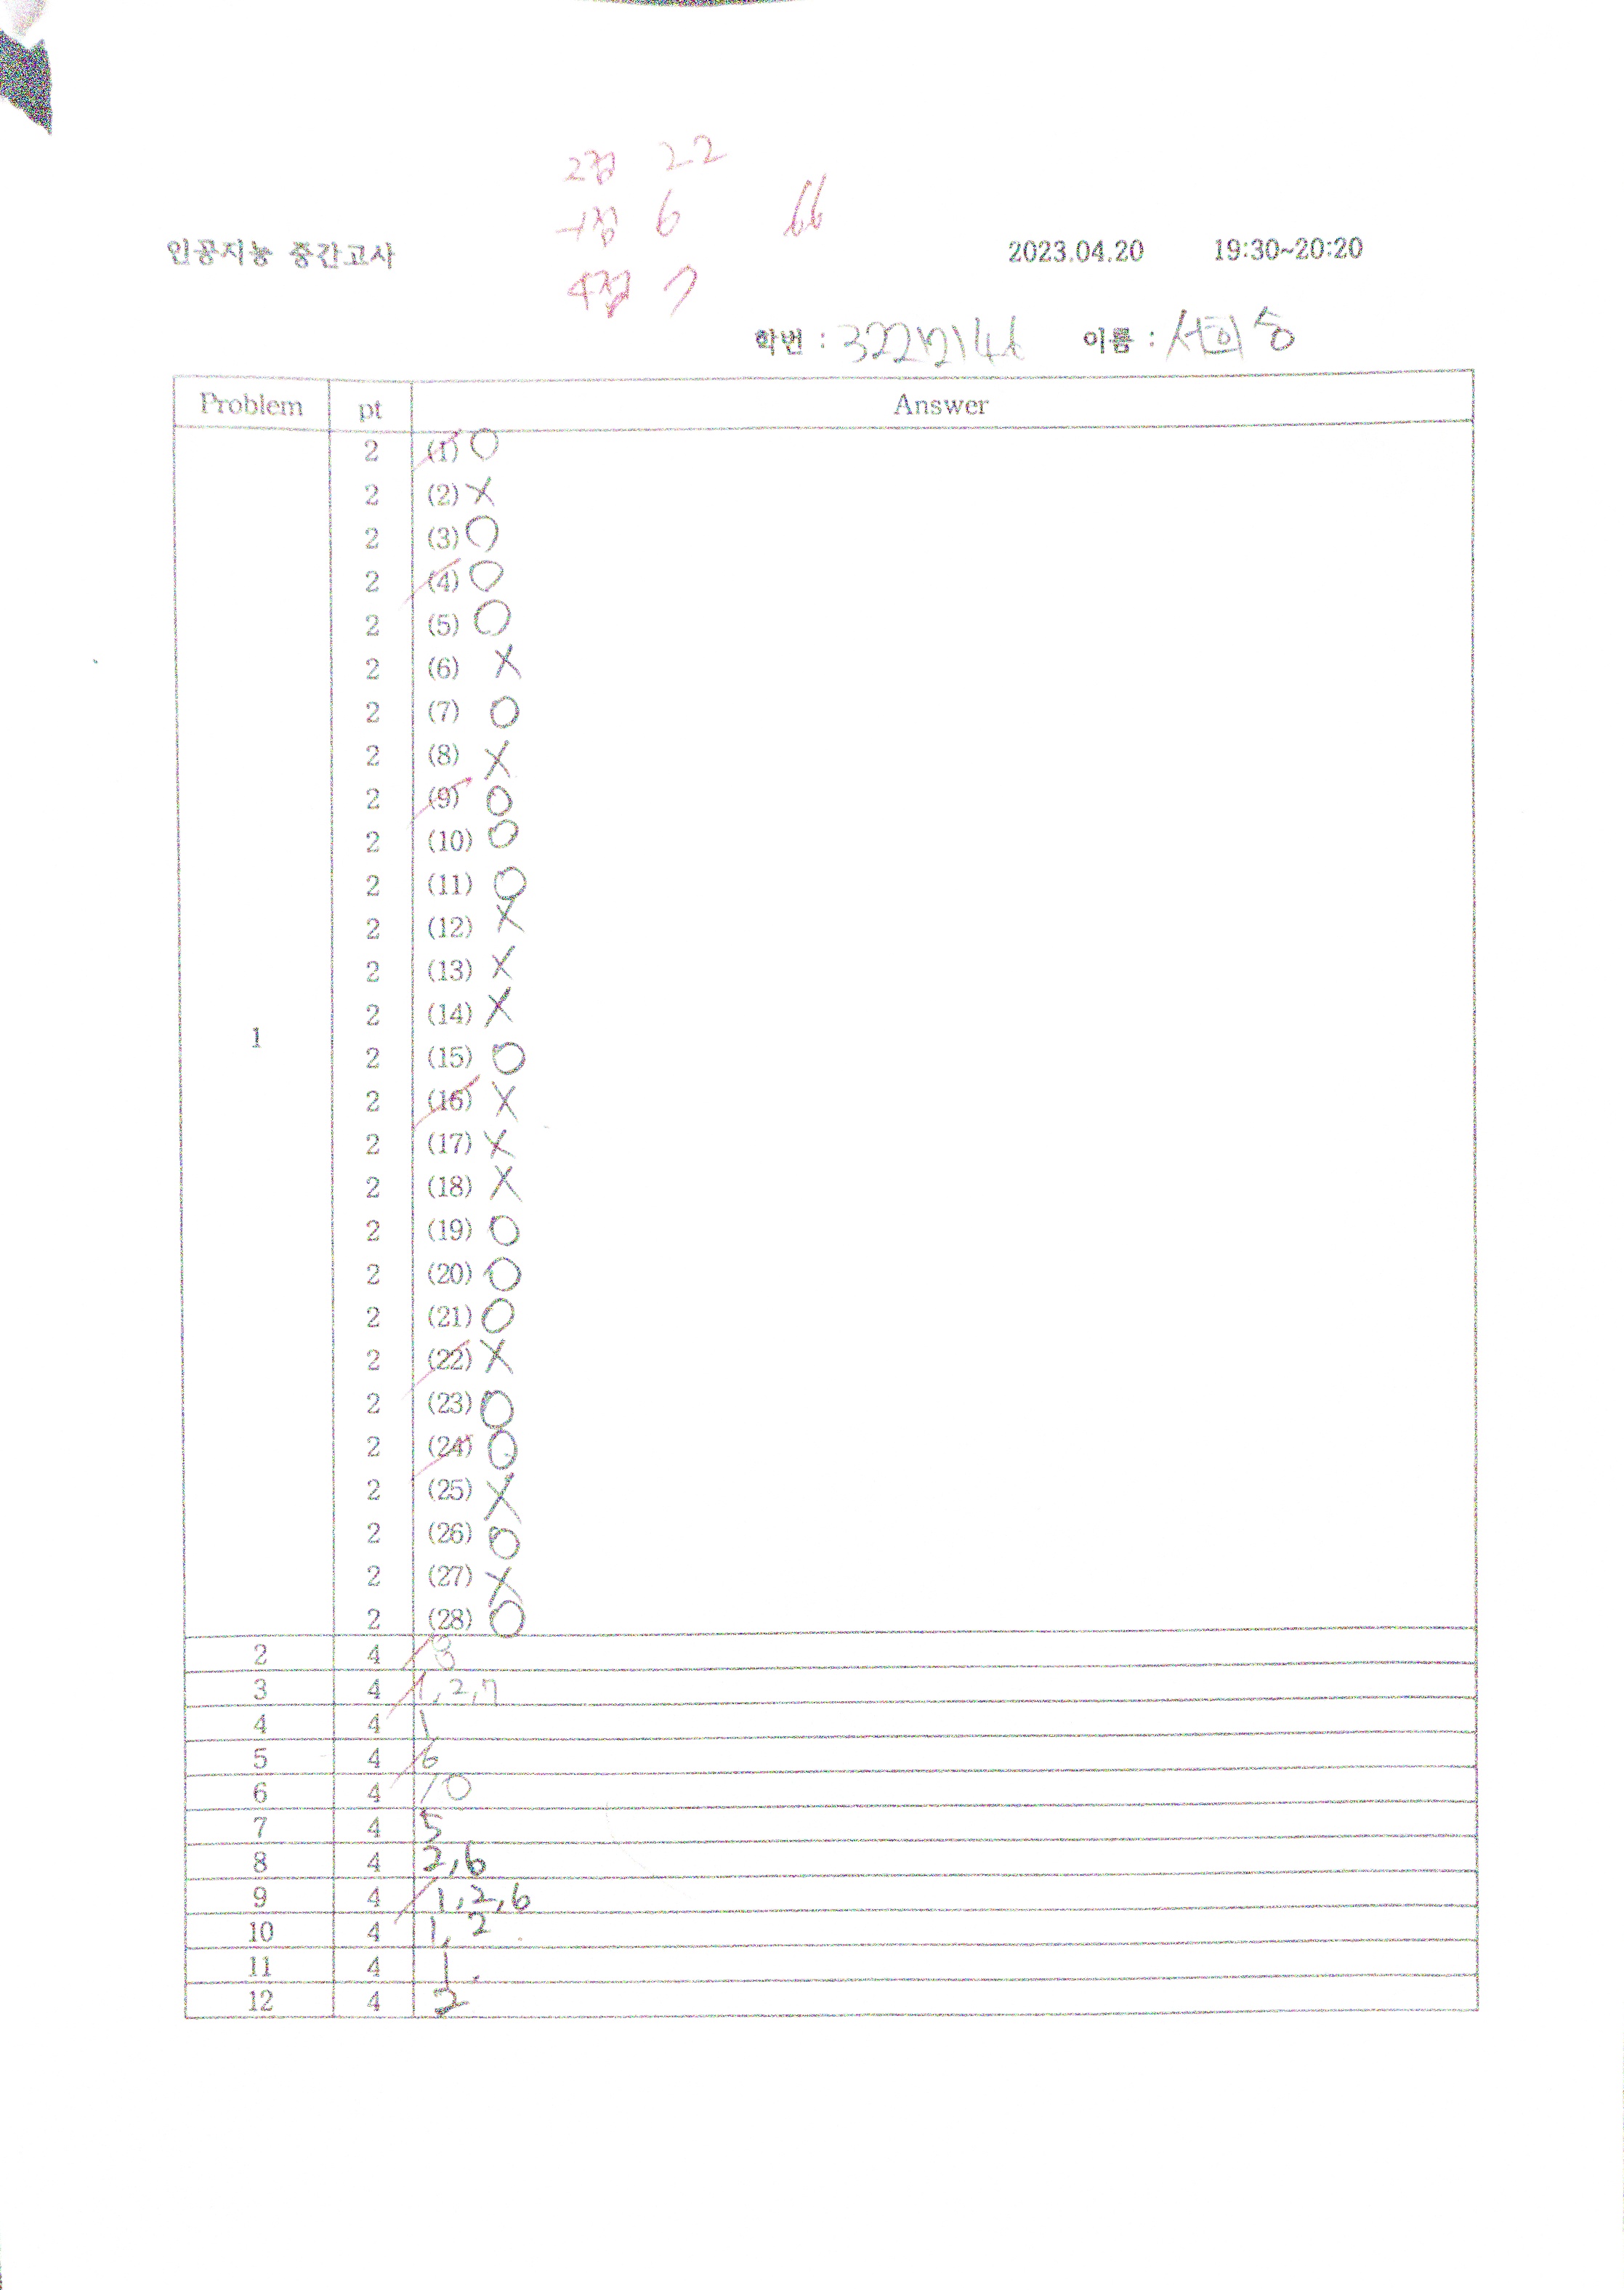 2점 22
-1점 6 66
인공지능 중간고사 2023.04.20 19:30~20:20
4점 7
학번 : 이름 :
Problem pt Answer
2 (1) O
2 (2) X
2 (3) O
2 (4) O
2 (5) O
2 (6) X
2 (7) O
2 (8) X
2 (9) O
2 (10) O
2 (11) O
2 (12) X
2 (13) X
2 (14) X
1
2 (15) O
2 (16) X
2 (17) X
2 (18) X
2 (19) O
2 (20) O
2 (21) O
2 (22) X
2 (23) O
2 (24) O
2 (25) X
2 (26) O
2 (27) X
2 (28) O
2 4 8
3 4 1,2,7
4 4 1
5 4 6
6 4 10
7 4 5
8 4 2,6
9 4 1,2,6
10 4 1,2
11 4 1.
12 4 2